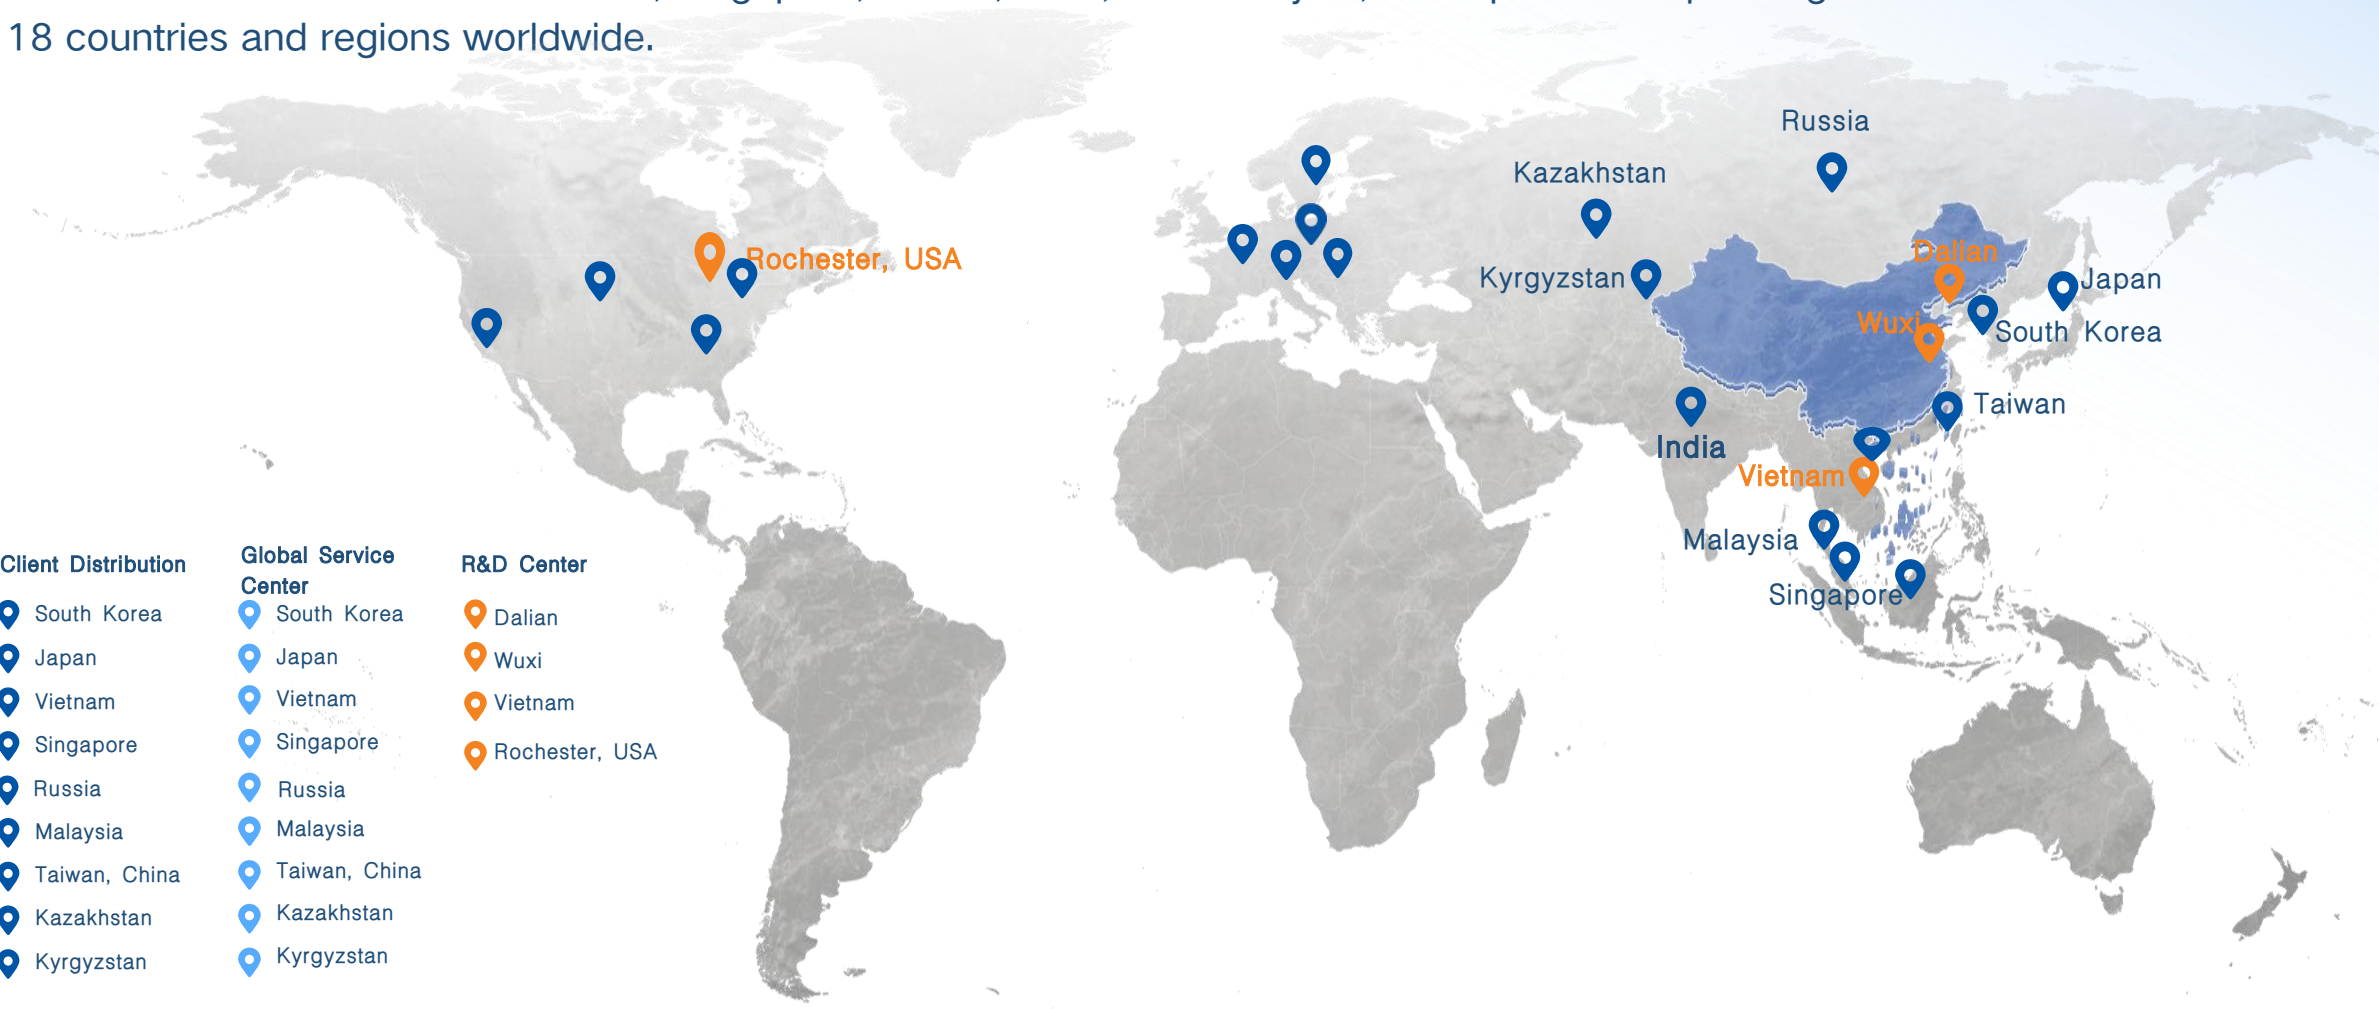 18 countries and regions worldwide.
Russia
Kazakhstan
Rochester, USA
Dalian
Kyrgyzstan
Japan
Wuxi
South Korea
Taiwan
India
Vietnam
Malaysia
Singapore
Client Distribution
South Korea
Japan
Vietnam
Singapore
Russia
Malaysia
Taiwan, China
Kazakhstan
Kyrgyzstan
Global Service
Center
South Korea
Japan
Vietnam
Singapore
Russia
Malaysia
Taiwan, China
Kazakhstan
Kyrgyzstan
R&D Center
Dalian
Wuxi
Vietnam
Rochester, USA